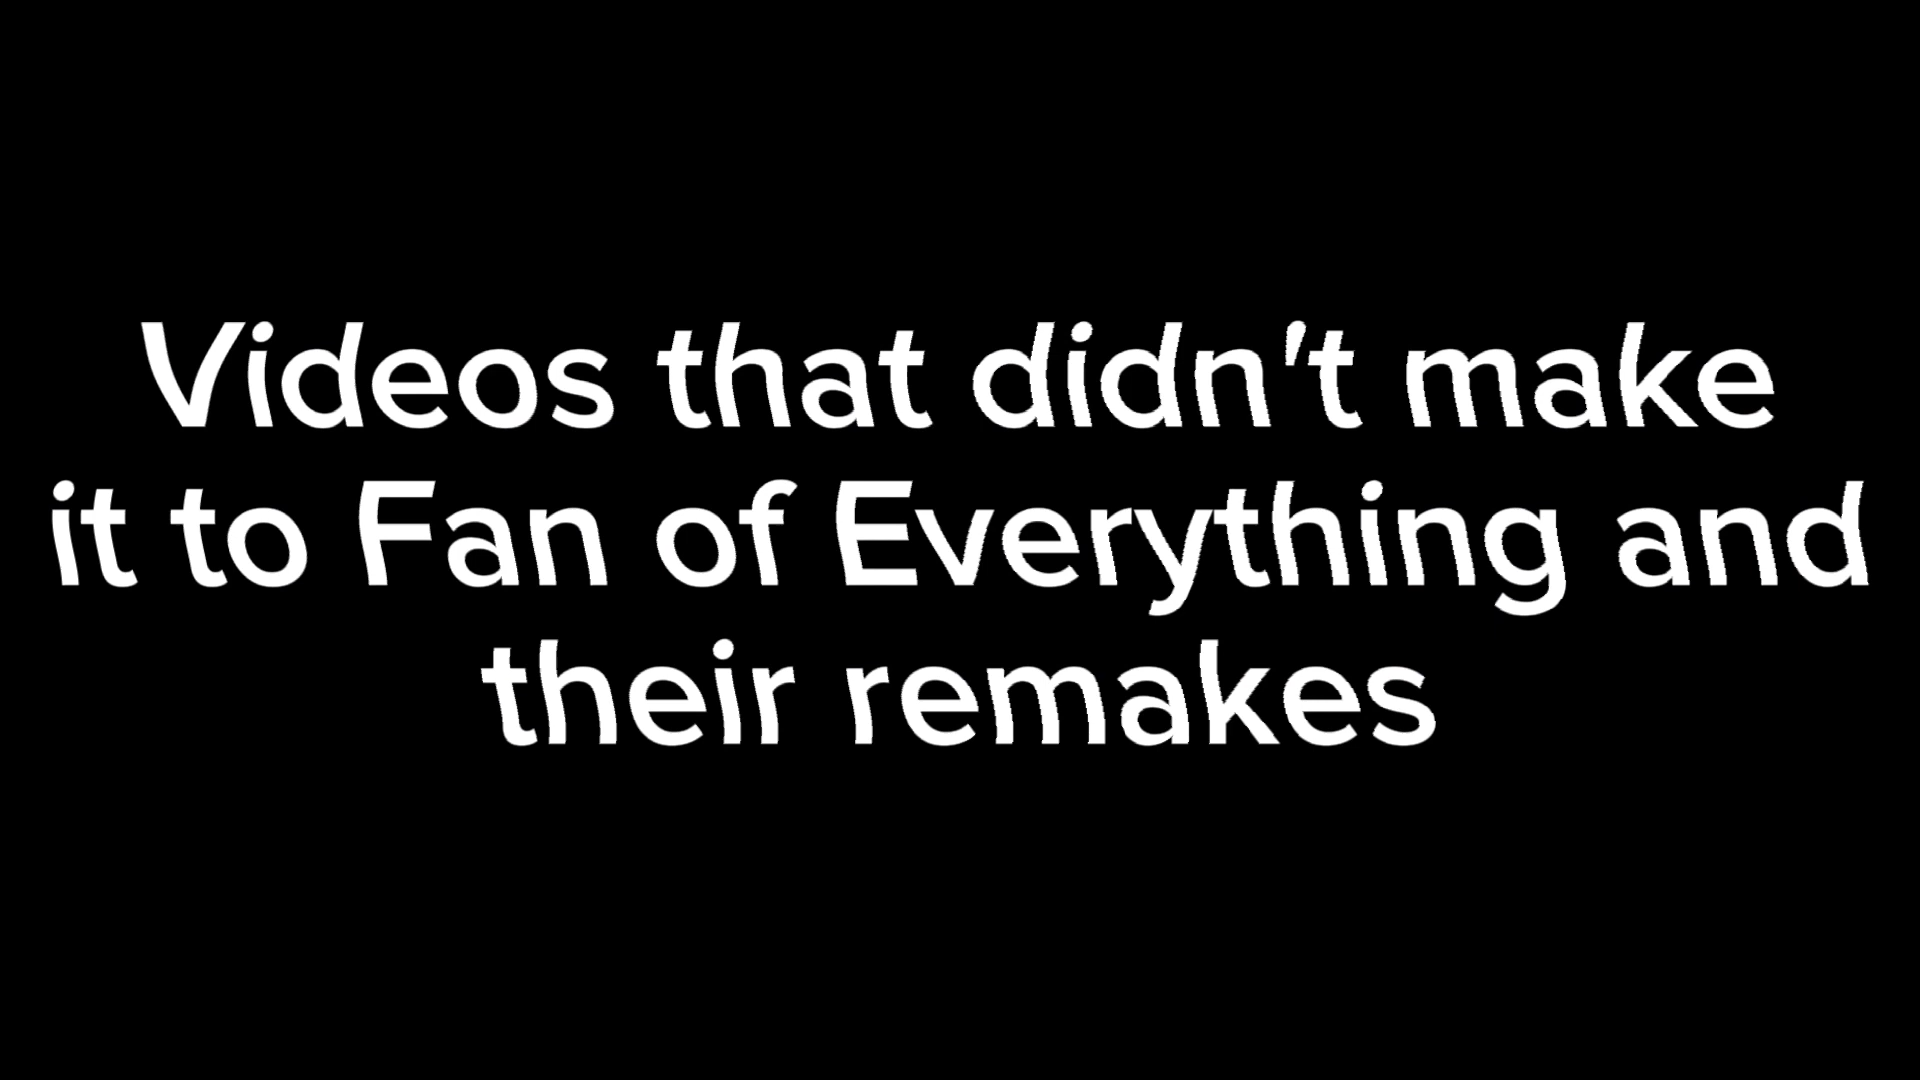 Videos that didn't make
it to Fan of Everything and
their remakes